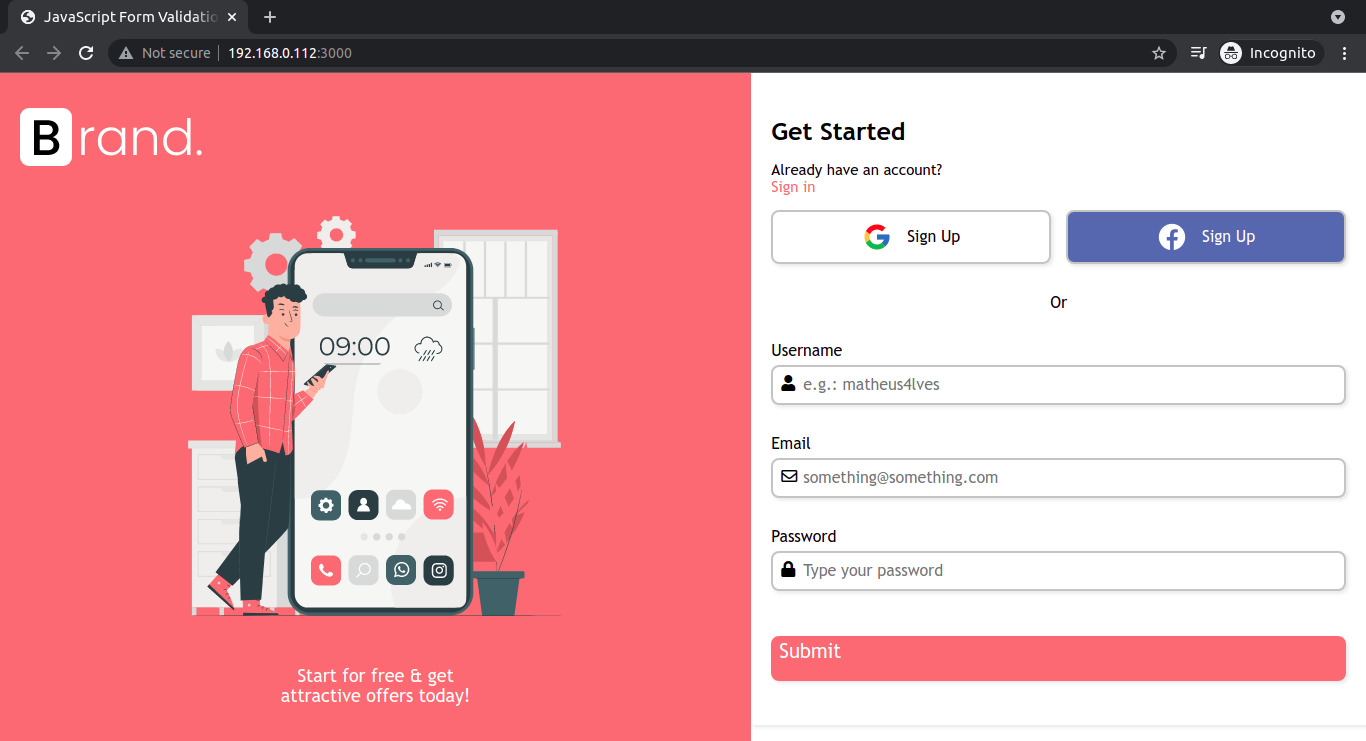 JavaScript Form Validatio
Not secure
192.168.0.112:3000
Incognito
Brand.
09:00
Start for free & get
attractive offers today!
Get Started
Already have an account?
Sign in
Sign Up
Sign Up
Or
Username
e.g.: matheus4lves
Email
something@something.com
Password
Type your password
Submit